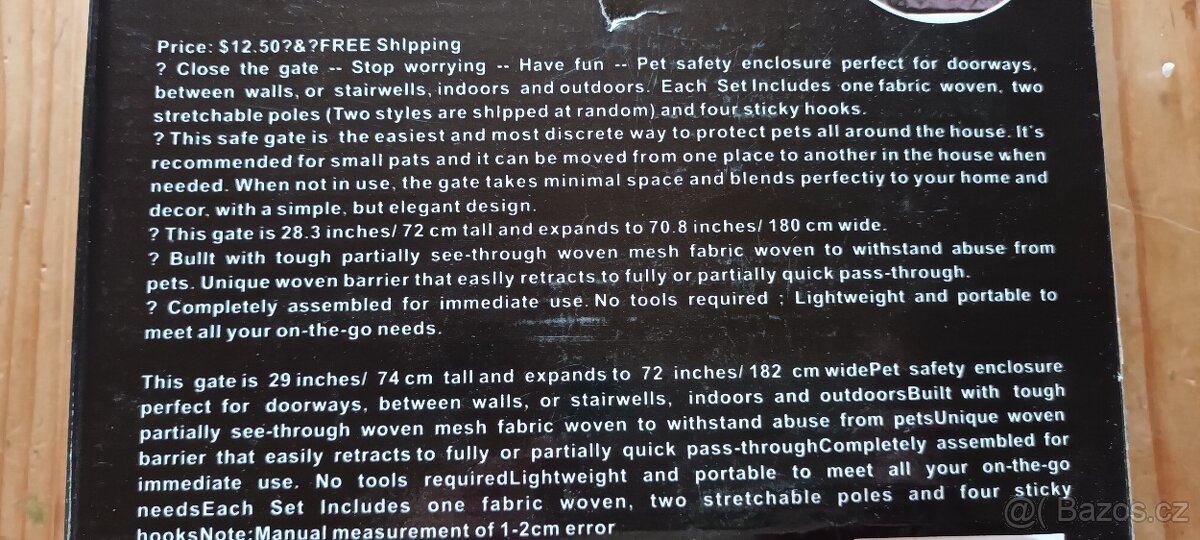 Price: $12.50?&?FREE Shlpping
? Close the gate -- Stop worrying -- Have fun -- Pet safety enclosure perfect for doorways,
between walls, or stairwells, indoors and outdoors. Each Set Includes one fabric woven, two
stretchable poles (Two styles are shlpped at random) and four sticky hooks.
? This safe gate is the easiest and most discrete way to protect pets all around the house. It's
recommended for small pats and it can be moved from one place to another in the house when
needed. When not in use, the gate takes minimal space and blends perfectiy to your home and
decor, with a simple, but elegant design.
? This gate is 28.3 inches/ 72 cm tall and expands to 70.8 inches/ 180 cm wide.
? Bullt with tough partially see-through woven mesh fabric woven to withstand abuse from
pets. Unique woven barrier that easlly retracts to fully or partially quick pass-through.
? Completely assembled for immediate use. No tools required ; Lightweight and portable to
meet all your on-the-go needs.
This gate is 29 inches/ 74 cm tall and expands to 72 inches/ 182 cm widePet safety enclosure
perfect for doorways, between walls, or stairwells, indoors and outdoorsBuilt with tough
partially see-through woven mesh fabric woven to withstand abuse from petsUnique woven
barrier that easily retracts to fully or partially quick pass-throughCompletely assembled for
immediate use. No tools requiredLightweight and portable to meet all your on-the-go
needsEach Set Includes one fabric woven, two stretchable poles and four sticky
hooksNote:Manual measurement of 1-2cm error
@( Bazos.cz